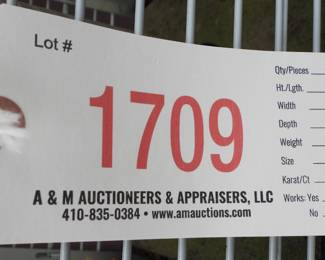 Lot #
1709
A & M AUCTIONEERS & APPRAISERS, LLC
410-835-0384 • www.amauctions.com
Qty/Pieces
Ht./Lgth.
Width
Depth
Weight
Size
Karat/Ct
Works: Yes
No